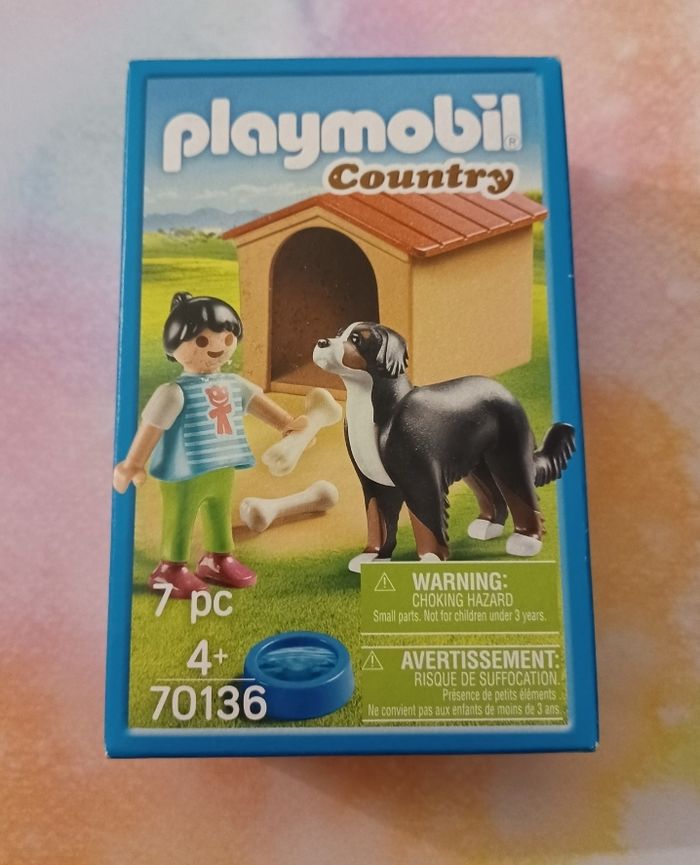 playmobil®
Country
7 pc
4+
70136
WARNING:
CHOKING HAZARD
Small parts. Not for children under 3 years.
AVERTISSEMENT:
RISQUE DE SUFFOCATION.
Présence de petits éléments.
Ne convient pas aux enfants de moins de 3 ans.